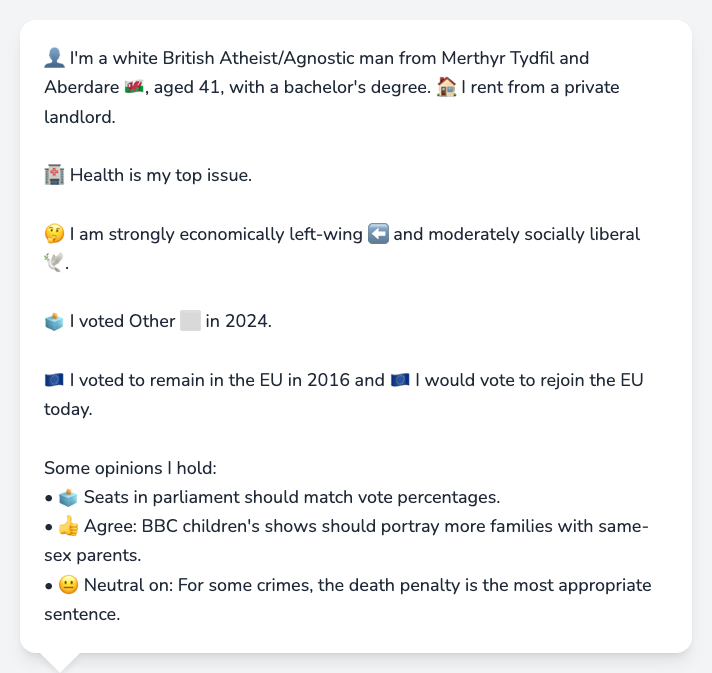 👤 I'm a white British Atheist/Agnostic man from Merthyr Tydfil and
Aberdare 🏴󠁧󠁢󠁷󠁬󠁳󠁿, aged 41, with a bachelor's degree. 🏠 I rent from a private
landlord.
🏥 Health is my top issue.
🤔 I am strongly economically left-wing ⬅️ and moderately socially liberal
🕊️.
🗳️ I voted Other ⬜ in 2024.
🇪🇺 I voted to remain in the EU in 2016 and 🇪🇺 I would vote to rejoin the EU
today.
Some opinions I hold:
• 🗳️ Seats in parliament should match vote percentages.
• 👍 Agree: BBC children's shows should portray more families with same-
sex parents.
• 😐 Neutral on: For some crimes, the death penalty is the most appropriate
sentence.